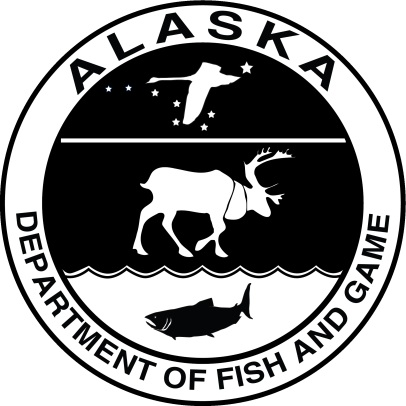 ALASKA
DEPARTMENT OF FISH AND GAME